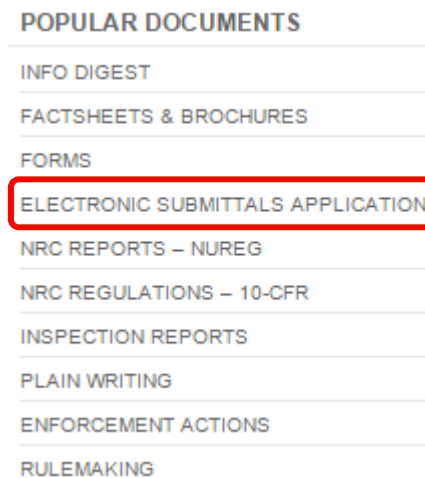 POPULAR DOCUMENTS
INFO DIGEST
FACTSHEETS & BROCHURES
FORMS
ELECTRONIC SUBMITTALS APPLICATION
NRC REPORTS – NUREG
NRC REGULATIONS – 10-CFR
INSPECTION REPORTS
PLAIN WRITING
ENFORCEMENT ACTIONS
RULEMAKING